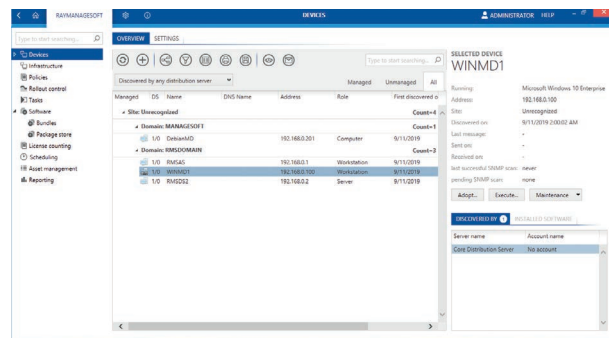 RAYMANAGESOFT
DEVICES
ADMINISTRATOR HELP
Type to start searching...
Devices
Infrastructure
Policies
Rollout control
Tasks
Software
Bundles
Package store
License counting
Scheduling
Asset management
Reporting
OVERVIEW SETTINGS
Type to start searching...
Discovered by any distribution server
Managed Unmanaged All
Managed DS Name DNS Name Address Role First discovered o
Site: Unrecognized Count=4
Domain: MANAGESOFT Count=1
1/0 DebianMD 192.168.0.201 Computer 9/11/2019
Domain: RMSDOMAIN Count=3
1/0 RMSAS 192.168.0.1 Workstation 9/11/2019
1/0 WINMD1 192.168.0.100 Workstation 9/11/2019
1/0 RMSDS2 192.168.0.2 Server 9/11/2019
SELECTED DEVICE
WINMD1
Running: Microsoft Windows 10 Enterprise
Address: 192.168.0.100
Site: Unrecognized
Discovered on: 9/11/2019 2:00:02 AM
Last message: -
Sent on: -
Received on: -
last successful SNMP scan: never
pending SNMP scan: none
Adopt... Execute... Maintenance
DISCOVERED BY 1 INSTALLED SOFTWARE
Server name Account name
Core Distribution Server No account